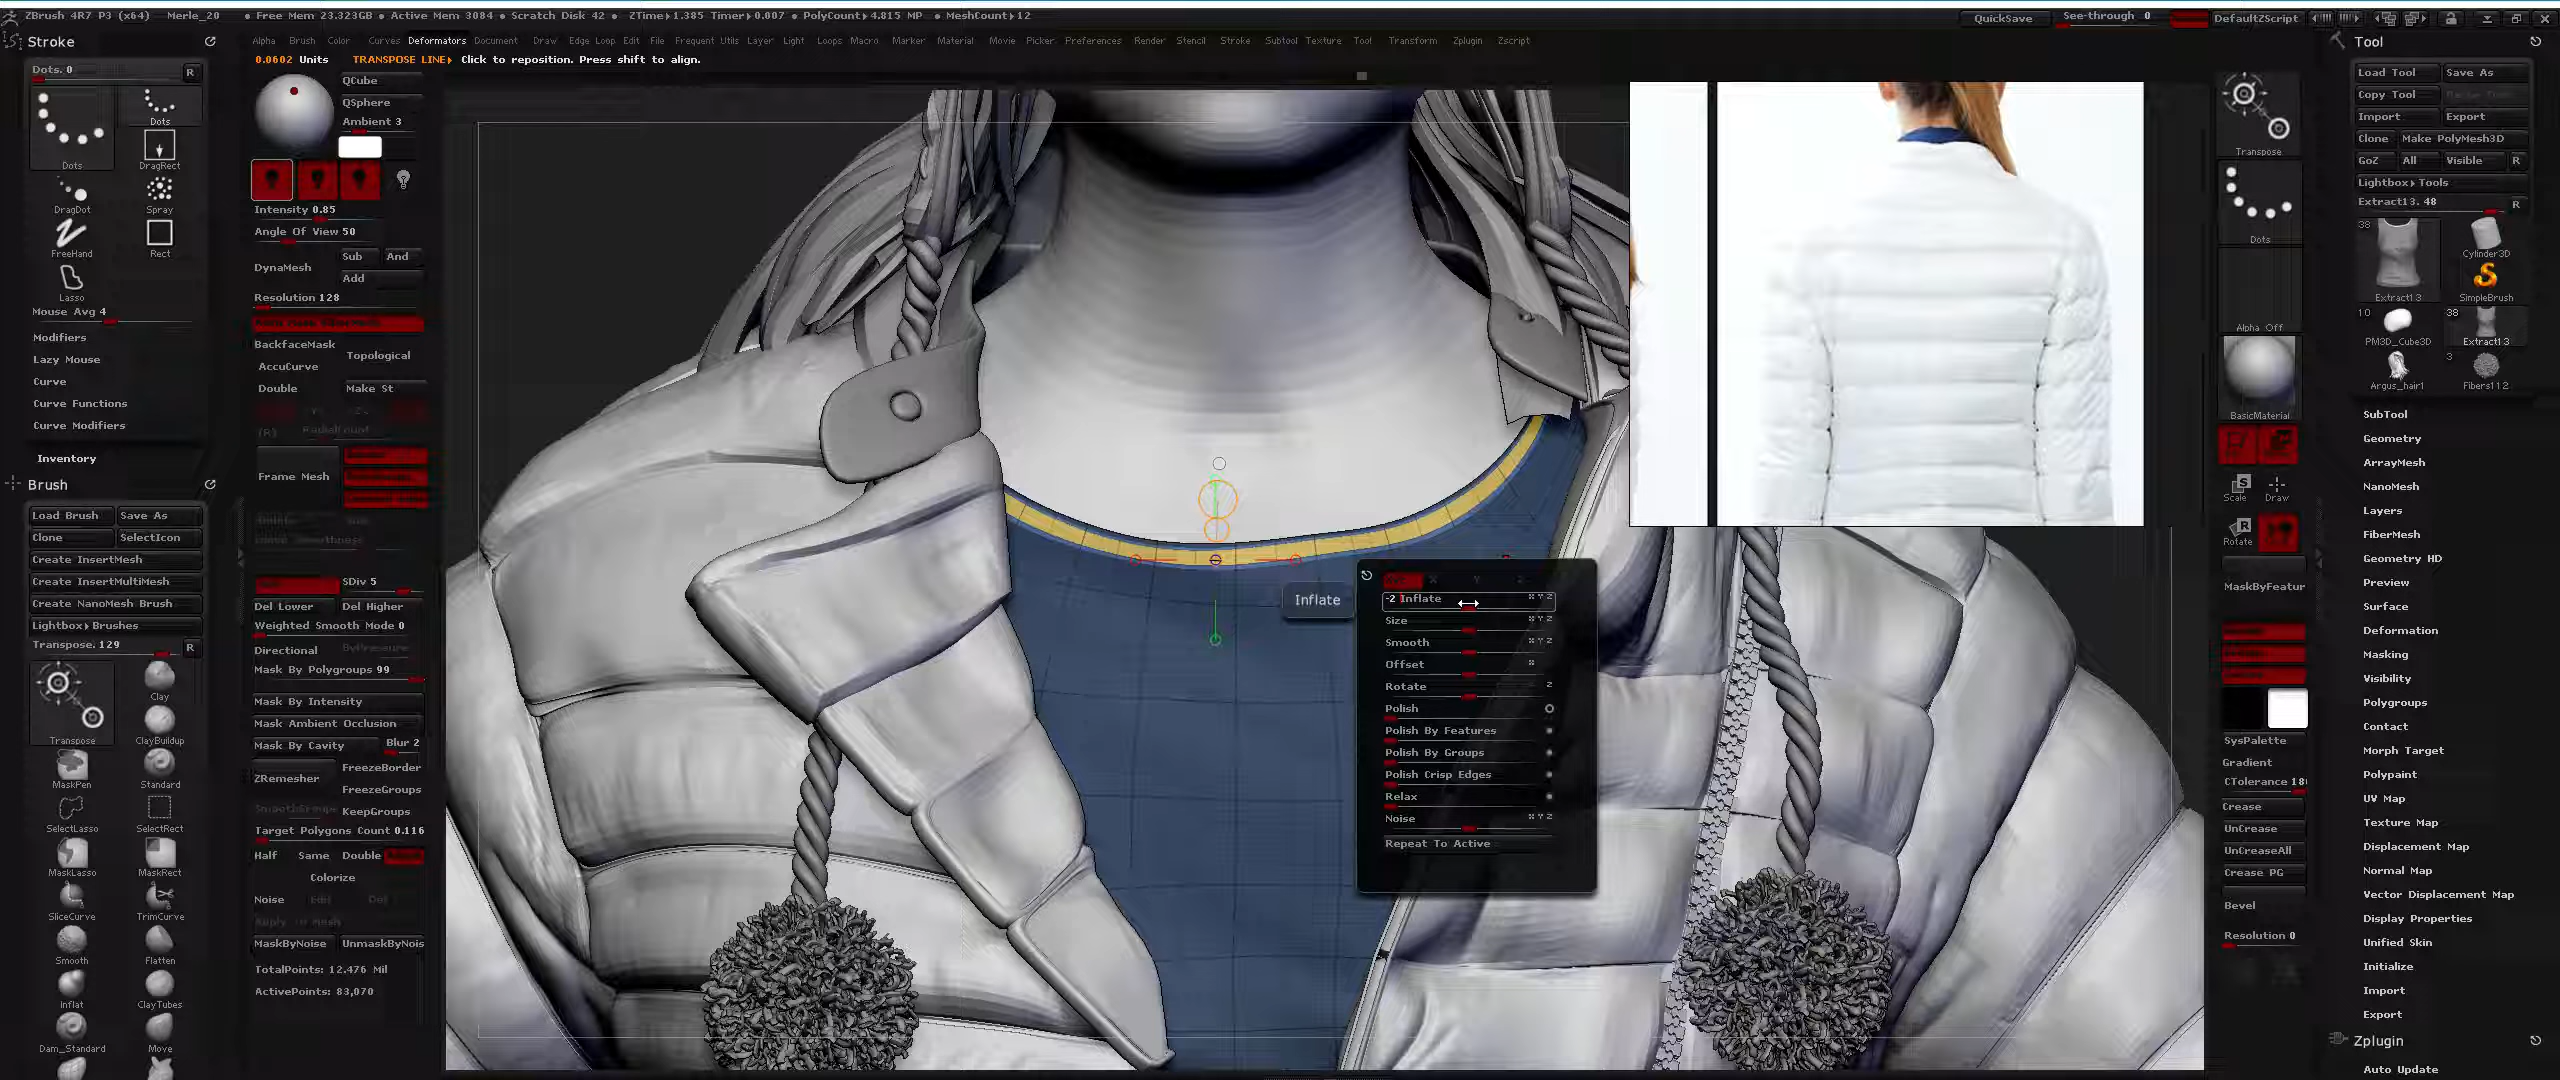 ZBrush 4R7 P3 (x64) Merle_20 • Free Mem 23.323GB • Active Mem 3084 • Scratch Disk 42 • ZTime▸1.385 Timer▸0.007 • PolyCount▸4.815 MP • MeshCount▸12 QuickSave See-through 0 DefaultZScript
Alpha Brush Color Curves Deformators Document Draw Edge Loop Edit File Frequent Utils Layer Light Loops Macro Marker Material Movie Picker Preferences Render Stencil Stroke Subtool Texture Tool Transform Zplugin Zscript
0.0602 Units TRANSPOSE LINE▸ Click to reposition. Press shift to align.
Stroke
Dots. 0 R
Dots
Dots DragRect
DragDot Spray
FreeHand Rect
Lasso
Mouse Avg 4
Modifiers
Lazy Mouse
Curve
Curve Functions
Curve Modifiers
Inventory
Brush
Load Brush Save As
Clone SelectIcon
Create InsertMesh
Create InsertMultiMesh
Create NanoMesh Brush
Lightbox▸Brushes
Transpose. 129 R
Clay
Transpose ClayBuildup
MaskPen Standard
SelectLasso SelectRect
MaskLasso MaskRect
SliceCurve TrimCurve
Smooth Flatten
Inflat ClayTubes
Dam_Standard Move
QCube
QSphere
Ambient 3
Intensity 0.85
Angle Of View 50
Sub And
DynaMesh
Add
Resolution 128
BackfaceMask
Topological
AccuCurve
Double Make St
Frame Mesh
SDiv 5
Del Lower Del Higher
Weighted Smooth Mode 0
Directional ByPressure
Mask By Polygroups 99
Mask By Intensity
Mask Ambient Occlusion
Mask By Cavity Blur 2
FreezeBorder
ZRemesher
FreezeGroups
SmoothGroups KeepGroups
Target Polygons Count 0.116
Half Same Double
Colorize
Noise Edit Del
Apply To Mesh
MaskByNoise UnmaskByNois
TotalPoints: 12.476 Mil
ActivePoints: 83,070
Inflate
X Y Z
-2 Inflate X Y Z
Size X Y Z
Smooth X Y Z
Offset X
Rotate Z
Polish
Polish By Features
Polish By Groups
Polish Crisp Edges
Relax
Noise X Y Z
Repeat To Active
Transpose
Dots
Alpha Off
BasicMaterial
Scale Draw
Rotate
MaskByFeatur
SysPalette
Gradient
CTolerance 18
Crease
UnCrease
UnCreaseAll
Crease PG
Bevel
Resolution 0
Tool
Load Tool Save As
Copy Tool
Import Export
Clone Make PolyMesh3D
GoZ All Visible R
Lightbox▸Tools
Extract13. 48 R
38
Cylinder3D
Extract13 SimpleBrush
10 38
PM3D_Cube3D Extract13
3
Argus_hair1 Fibers112
SubTool
Geometry
ArrayMesh
NanoMesh
Layers
FiberMesh
Geometry HD
Preview
Surface
Deformation
Masking
Visibility
Polygroups
Contact
Morph Target
Polypaint
UV Map
Texture Map
Displacement Map
Normal Map
Vector Displacement Map
Display Properties
Unified Skin
Initialize
Import
Export
Zplugin
Auto Update